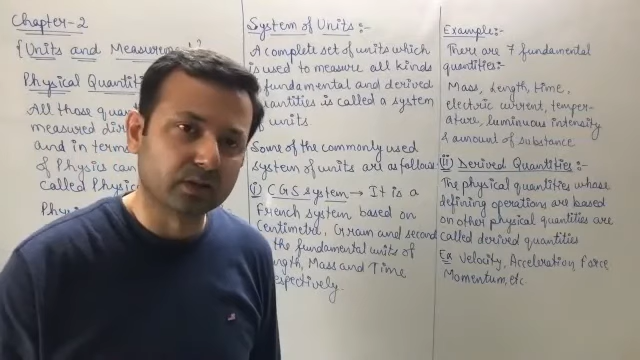 Chapter-2
{Units and Measurement}
Physical Quantit
All those quant
measured dir
and in terms
of Physics can
called Physic
Physi
System of Units:-
A complete set of units which
is used to measure all kinds
fundamental and derived
quantities is called a system
of units
Some of the commonly used
system of units are as follows
(i) CGS system → It is a
French system based on
Centimetre, Gram and second
the fundamental units of
length, Mass and Time
respectively
Example:-
There are 7 fundamental
quantities:-
Mass, Length, time,
electric current, temper-
ature, luminous intensity
& amount of substance
(ii) Derived Quantities:-
The physical quantities whose
defining operations are based
on other physical quantities are
called derived quantities
Ex Velocity, Acceleration Force
Momentum, etc.